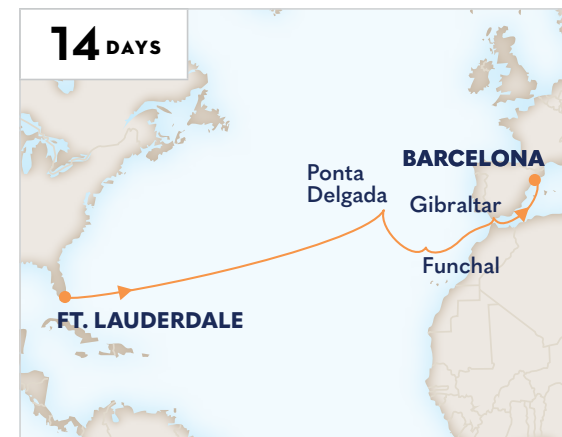 14 DAYS
BARCELONA
Ponta
Delgada
Gibraltar
Funchal
FT. LAUDERDALE